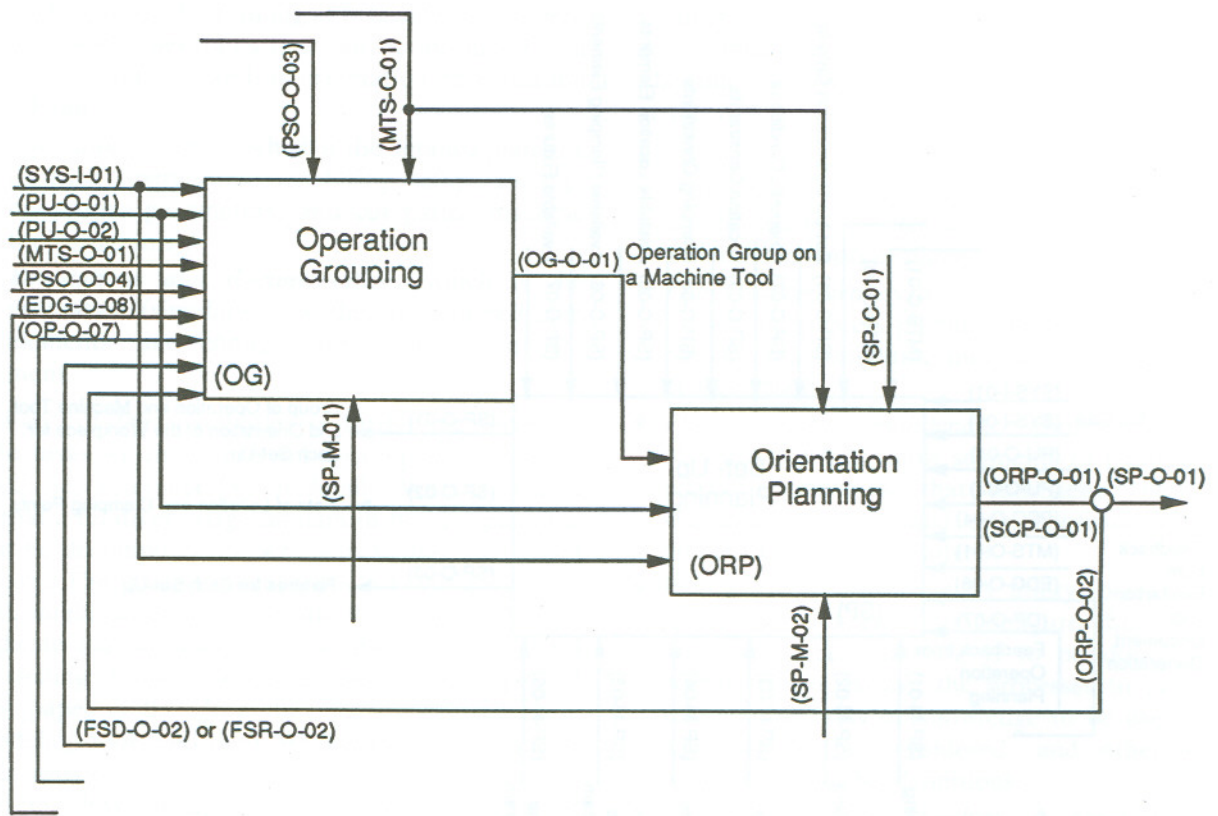 (PSO-O-03)
(MTS-C-01)
(SYS-I-01)
(PU-O-01)
(PU-O-02)
(MTS-O-01)
(PSO-O-04)
(EDG-O-08)
(OP-O-07)
Operation
Grouping
(OG)
(OG-O-01)
Operation Group on
a Machine Tool
(SP-M-01)
(SP-C-01)
Orientation
Planning
(ORP)
(ORP-O-01) (SP-O-01)
(SCP-O-01)
(ORP-O-02)
(SP-M-02)
(FSD-O-02) or (FSR-O-02)